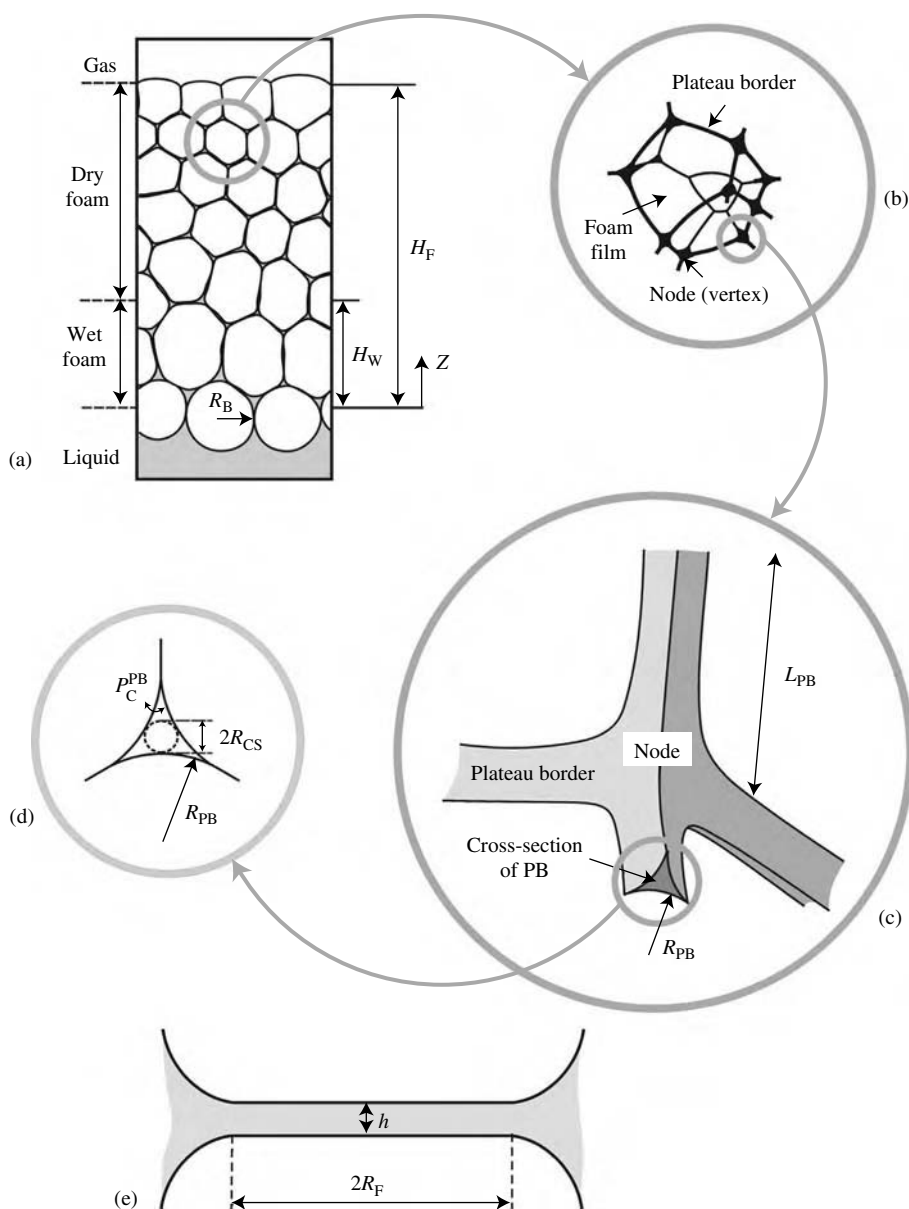 Gas
Dry
foam
Wet
foam
Liquid
H_F
H_W
Z
R_B
(a)
Plateau border
Foam
film
Node (vertex)
(b)
L_PB
Node
Plateau border
Cross-section
of PB
R_PB
(c)
P_C^PB
2R_CS
R_PB
(d)
h
2R_F
(e)